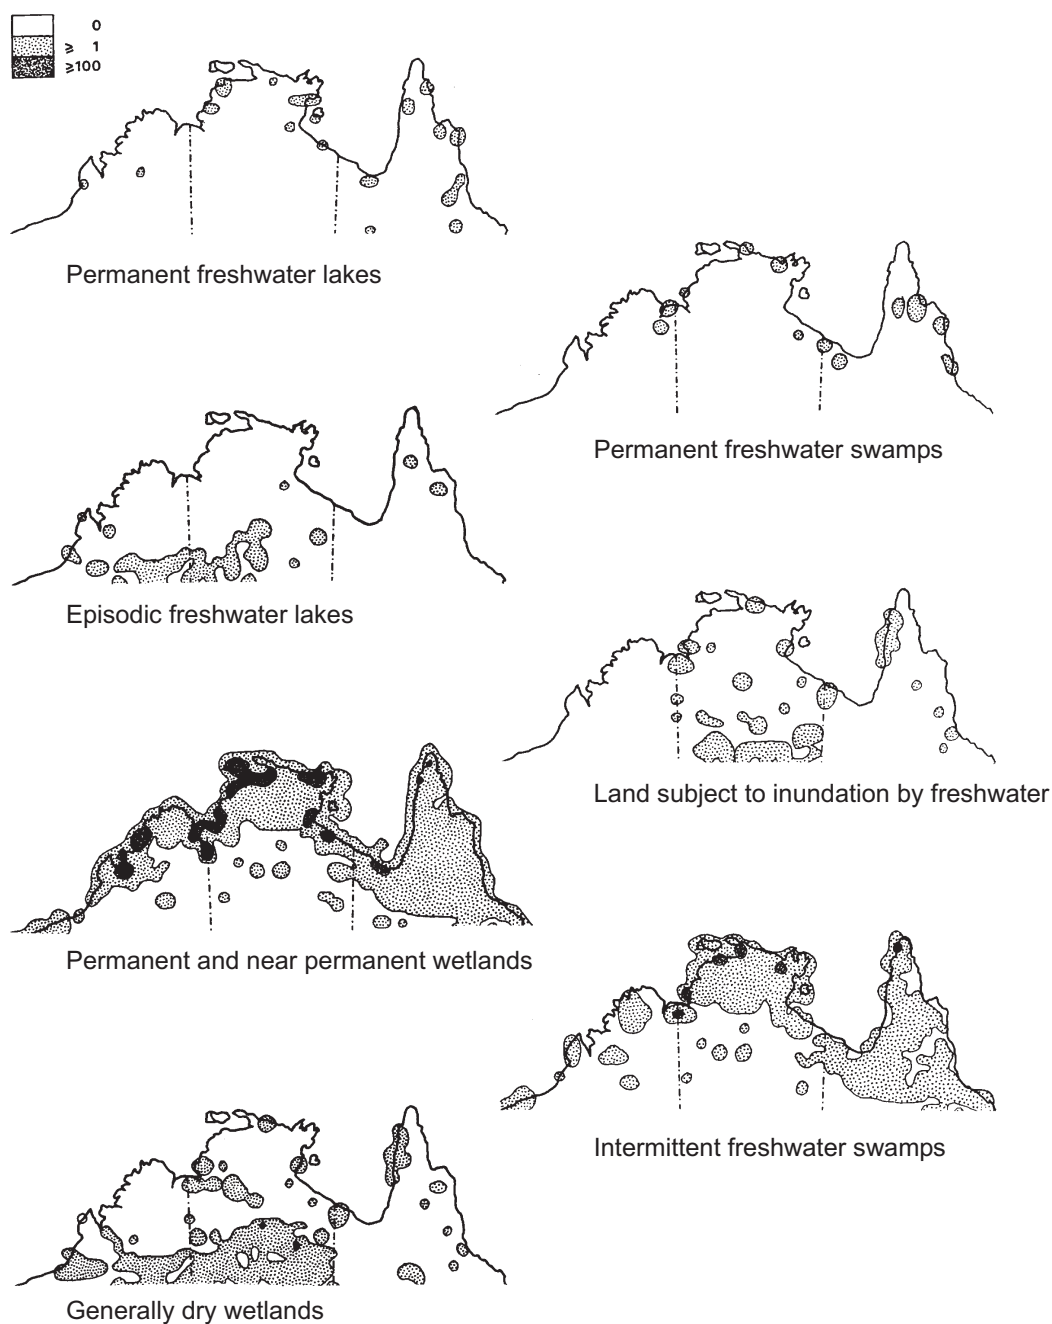 0
≥ 1
≥100
Permanent freshwater lakes
Permanent freshwater swamps
Episodic freshwater lakes
Land subject to inundation by freshwater
Permanent and near permanent wetlands
Intermittent freshwater swamps
Generally dry wetlands